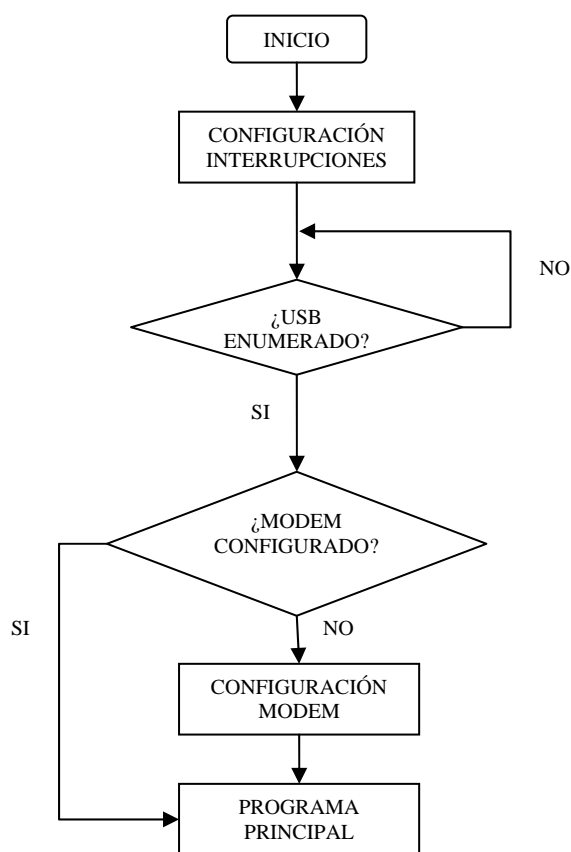 INICIO
CONFIGURACIÓN
INTERRUPCIONES
NO
¿USB
ENUMERADO?
SI
¿MODEM
CONFIGURADO?
SI
NO
CONFIGURACIÓN
MODEM
PROGRAMA
PRINCIPAL